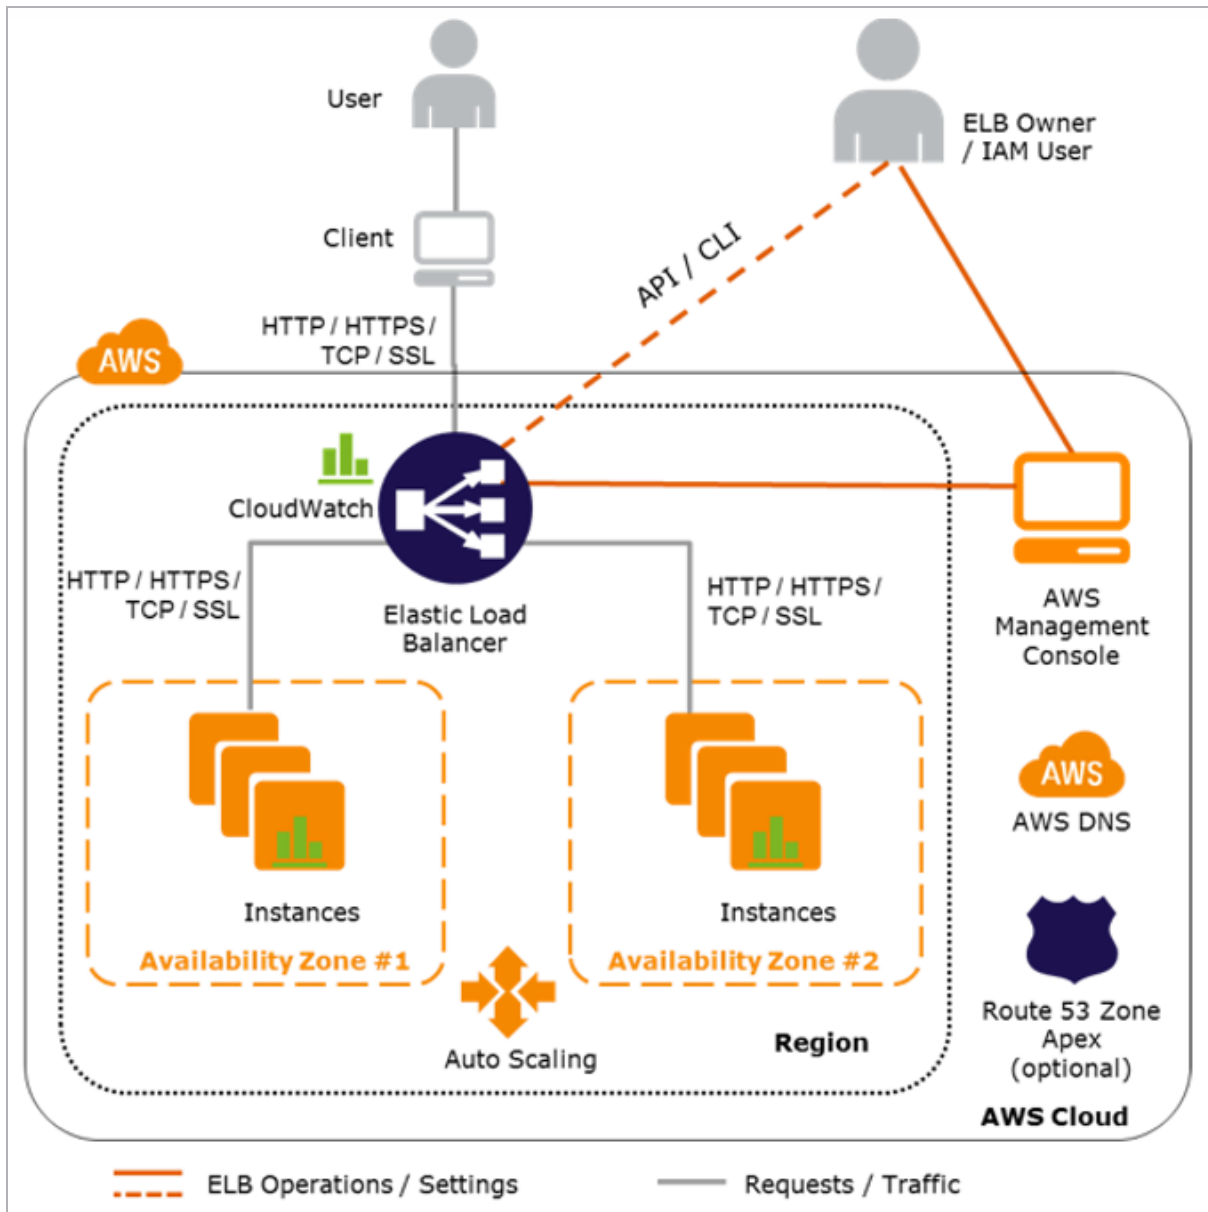 User
ELB Owner
/ IAM User
Client
API / CLI
HTTP / HTTPS /
TCP / SSL
AWS
CloudWatch
HTTP / HTTPS /
TCP / SSL
Elastic Load
Balancer
HTTP / HTTPS /
TCP / SSL
AWS
Management
Console
AWS
AWS DNS
Instances
Availability Zone #1
Instances
Availability Zone #2
Auto Scaling
Region
Route 53 Zone
Apex
(optional)
AWS Cloud
ELB Operations / Settings
Requests / Traffic